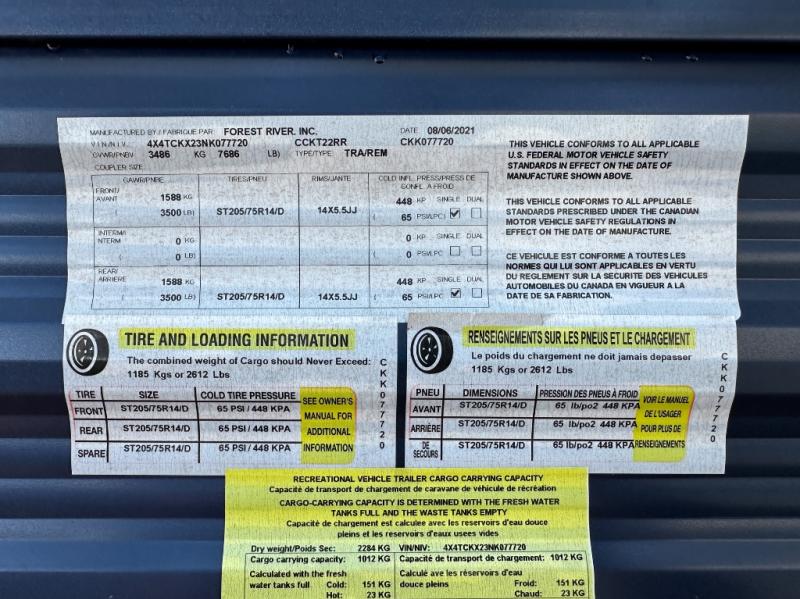 MANUFACTURED BY / FABRIQUE PAR: FOREST RIVER, INC. DATE 08/06/2021
V I N / N I V. 4X4TCKX23NK077720 CCKT22RR CKK077720
GVWR/PNBV 3486 KG 7686 LB) TYPE/TYPE: TRA/REM
COUPLER SIZE
GAWR/PNBE TIRES/PNEU RIMS/JANTE COLD INFL. PRESS/PRESS DE GONFL. A FROID
FRONT/ AVANT 1588 KG 448 KP SINGLE DUAL
( 3500 LB) ST205/75R14/D 14X5.5JJ ( 65 PSI/LPC)
INTERM/ NTERM 0 KG 0 KP SINGLE DUAL
( 0 LB) ( 0 PSI/LPC
REAR/ ARRIERE 1588 KG 448 KP SINGLE DUAL
( 3500 LB) ST205/75R14/D 14X5.5JJ ( 65 PSI/LPC
THIS VEHICLE CONFORMS TO ALL APPLICABLE
U.S. FEDERAL MOTOR VEHICLE SAFETY
STANDARDS IN EFFECT ON THE DATE OF
MANUFACTURE SHOWN ABOVE.
THIS VEHICLE CONFORMS TO ALL APPLICABLE
STANDARDS PRESCRIBED UNDER THE CANADIAN
MOTOR VEHICLE SAFETY REGULATIONS IN
EFFECT ON THE DATE OF MANUFACTURE.
CE VEHICULE EST CONFORME A TOUTES LES
NORMES QUI LUI SONT APPLICABLES EN VERTU
DU REGLEMENT SUR LA SECURITE DES VEHICULES
AUTOMOBILES DU CANADA EN VIGUEUR A LA
DATE DE SA FABRICATION.
TIRE AND LOADING INFORMATION
The combined weight of Cargo should Never Exceed:
1185 Kgs or 2612 Lbs
TIRE SIZE COLD TIRE PRESSURE
FRONT ST205/75R14/D 65 PSI / 448 KPA
REAR ST205/75R14/D 65 PSI / 448 KPA
SPARE ST205/75R14/D 65 PSI / 448 KPA
SEE OWNER'S
MANUAL FOR
ADDITIONAL
INFORMATION
CKK077720
RENSEIGNEMENTS SUR LES PNEUS ET LE CHARGEMENT
Le poids du chargement ne doit jamais depasser
1185 Kgs or 2612 Lbs
PNEU DIMENSIONS PRESSION DES PNEUS À FROID
AVANT ST205/75R14/D 65 lb/po2 448 KPA
ARRIÈRE ST205/75R14/D 65 lb/po2 448 KPA
DE SECOURS ST205/75R14/D 65 lb/po2 448 KPA
VOIR LE MANUEL
DE L'USAGER
POUR PLUS DE
RENSEIGNEMENTS
CKK077720
RECREATIONAL VEHICLE TRAILER CARGO CARRYING CAPACITY
Capacité de transport de chargement de caravane de véhicule de récréation
CARGO-CARRYING CAPACITY IS DETERMINED WITH THE FRESH WATER
TANKS FULL AND THE WASTE TANKS EMPTY
Capacité de chargement est calculee avec les reservoirs d'eau douce
pleins et les reservoirs d'eaux usees vides
Dry weight/Poids Sec: 2284 KG VIN/NIV: 4X4TCKX23NK077720
Cargo carrying capacity: 1012 KG Capacite de transport de chargement: 1012 KG
Calculated with the fresh Calculé ave les réservoirs d'eau
water tanks full Cold: 151 KG douce pleins Froid: 151 KG
Hot: 23 KG Chaud: 23 KG